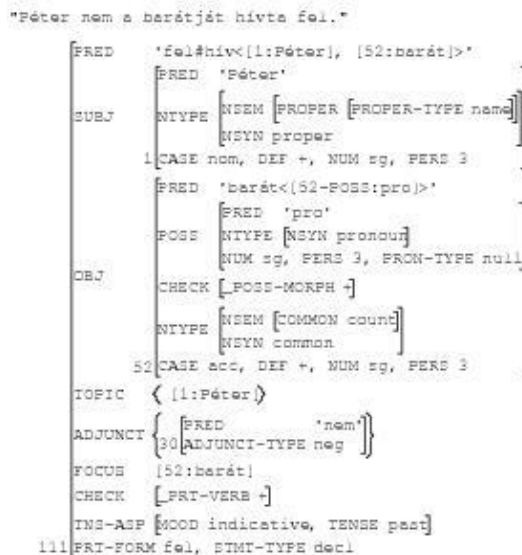 "Péter nem a barátját hívta fel."
PRED 'fel#hív<[1:Péter], [52:barát]>'
PRED 'Péter'
SUBJ NTYPE NSEM PROPER PROPER-TYPE name
NSYN proper
1 CASE nom, DEF +, NUM sg, PERS 3
PRED 'barát<[52-POSS:pro]>'
PRED 'pro'
POSS NTYPE NSYN pronoun
NUM sg, PERS 3, PRON-TYPE null
OBJ
CHECK _POSS-MORPH +
NTYPE NSEM COMMON count
NSYN common
52 CASE acc, DEF +, NUM sg, PERS 3
TOPIC {[1:Péter]}
PRED 'nem'
ADJUNCT
30 ADJUNCT-TYPE neg
FOCUS [52:barát]
CHECK _PRT-VERB +
TNS-ASP MOOD indicative, TENSE past
111 PRT-FORM fel, STMT-TYPE decl